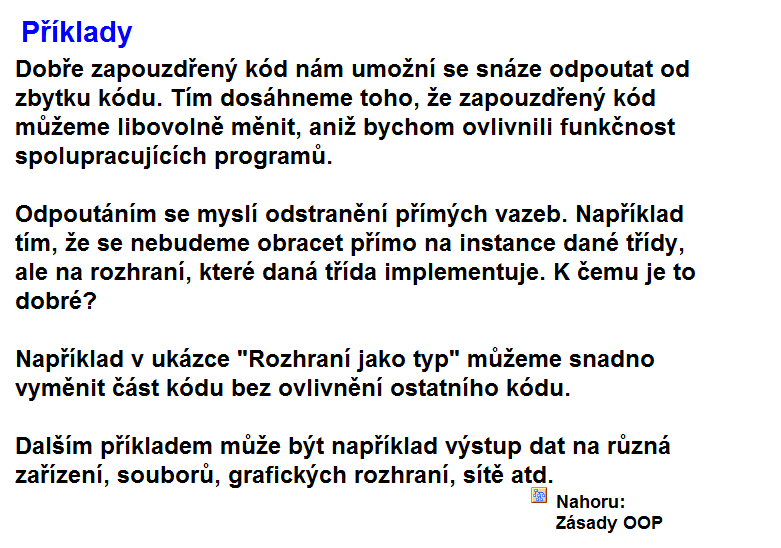 Příklady
Dobře zapouzdřený kód nám umožní se snáze odpoutat od
zbytku kódu. Tím dosáhneme toho, že zapouzdřený kód
můžeme libovolně měnit, aniž bychom ovlivnili funkčnost
spolupracujících programů.
Odpoutáním se myslí odstranění přímých vazeb. Například
tím, že se nebudeme obracet přímo na instance dané třídy,
ale na rozhraní, které daná třída implementuje. K čemu je to
dobré?
Například v ukázce "Rozhraní jako typ" můžeme snadno
vyměnit část kódu bez ovlivnění ostatního kódu.
Dalším příkladem může být například výstup dat na různá
zařízení, souborů, grafických rozhraní, sítě atd.
Nahoru:
Zásady OOP